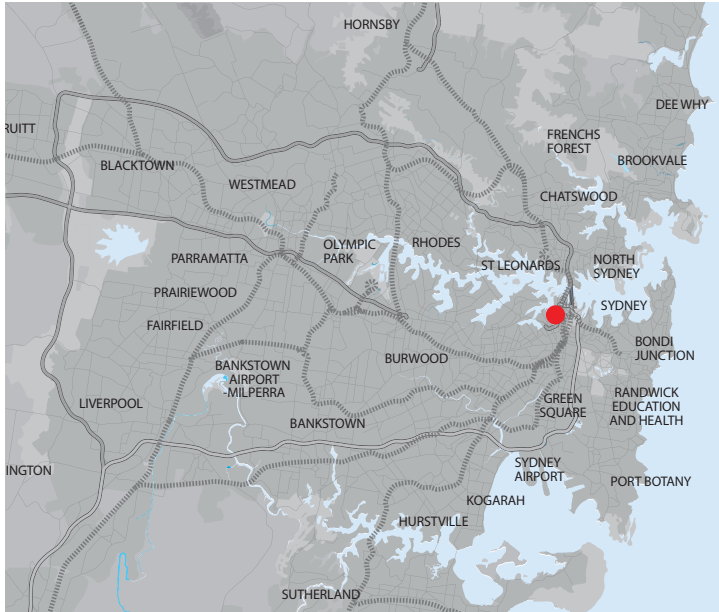 HORNSBY
DEE WHY
RUITT
FRENCHS
FOREST
BLACKTOWN
BROOKVALE
WESTMEAD
CHATSWOOD
OLYMPIC
PARK
RHODES
PARRAMATTA
ST LEONARDS
NORTH
SYDNEY
PRAIRIEWOOD
SYDNEY
FAIRFIELD
BONDI
JUNCTION
BURWOOD
BANKSTOWN
AIRPORT
-MILPERRA
LIVERPOOL
GREEN
SQUARE
RANDWICK
EDUCATION
AND HEALTH
BANKSTOWN
INGTON
SYDNEY
AIRPORT
PORT BOTANY
KOGARAH
HURSTVILLE
SUTHERLAND